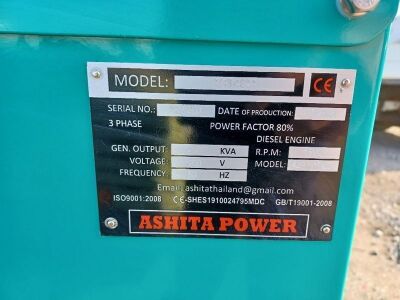 MODEL: CE
SERIAL NO.: DATE OF PRODUCTION:
3 PHASE POWER FACTOR 80%
DIESEL ENGINE
GEN. OUTPUT: KVA R.P.M:
VOLTAGE: V MODEL:
FREQUENCY: HZ
Email: ashitathailand@gmail.com
ISO9001:2008 CE-SHES1910024795MDC GB/T19001-2008
ASHITA POWER